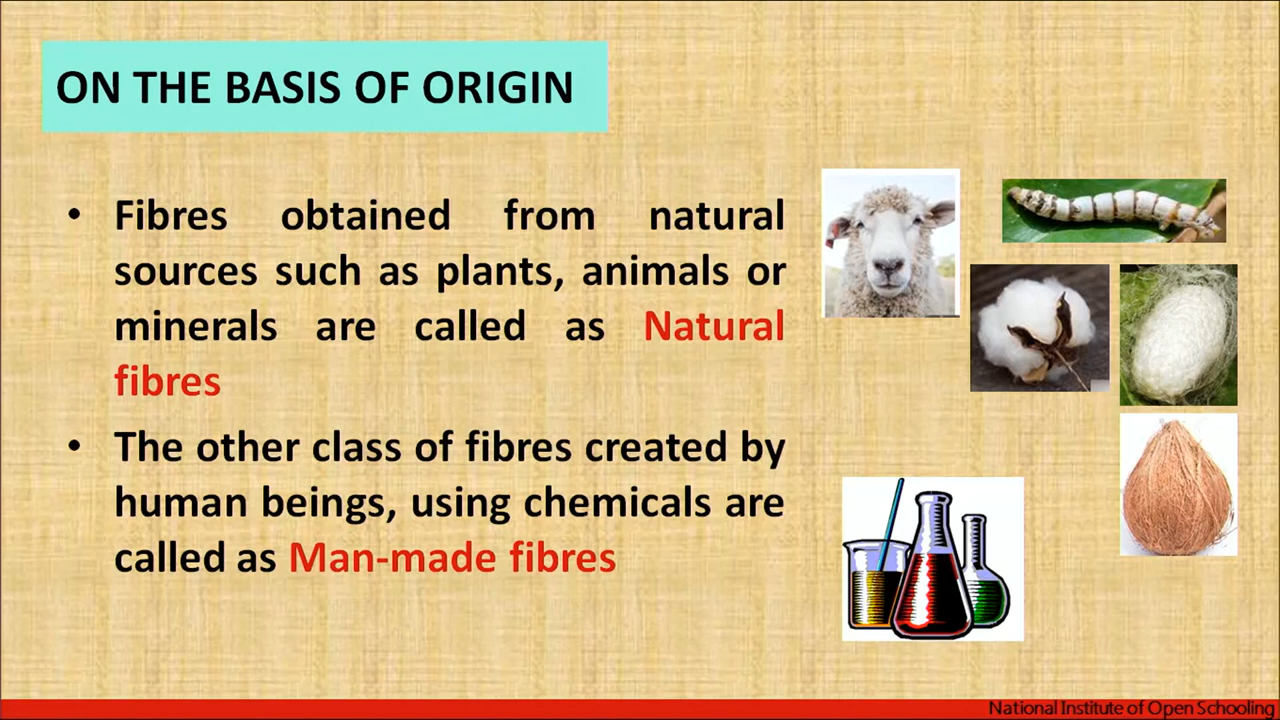 ON THE BASIS OF ORIGIN
• Fibres obtained from natural
sources such as plants, animals or
minerals are called as Natural
fibres
• The other class of fibres created by
human beings, using chemicals are
called as Man-made fibres
National Institute of Open Schooling